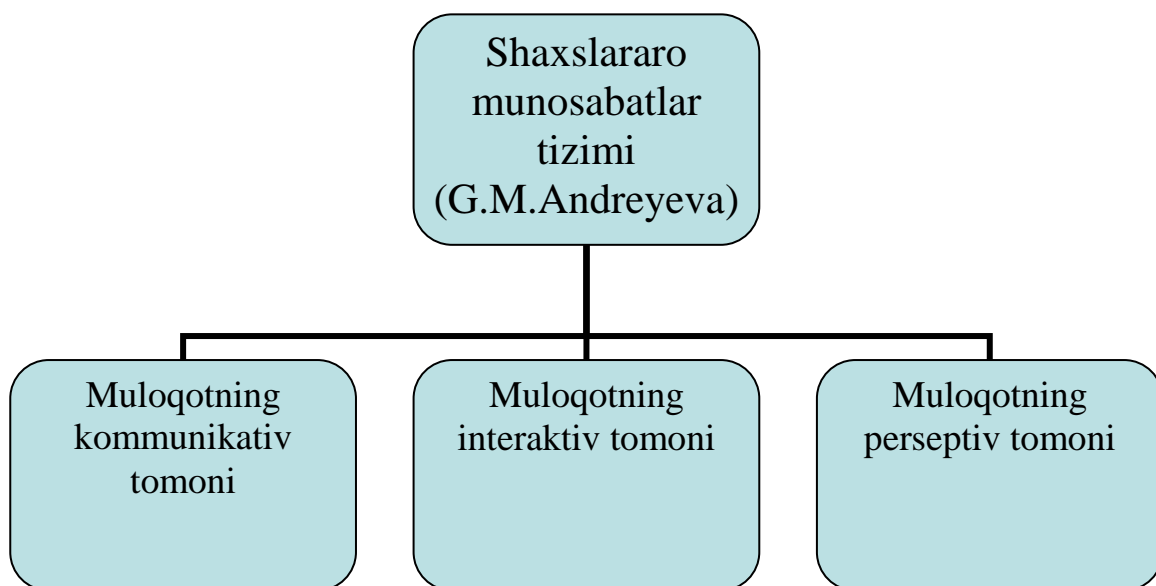 Shaxslararo
munosabatlar
tizimi
(G.M.Andreyeva)
Muloqotning
kommunikativ
tomoni
Muloqotning
interaktiv tomoni
Muloqotning
perseptiv tomoni